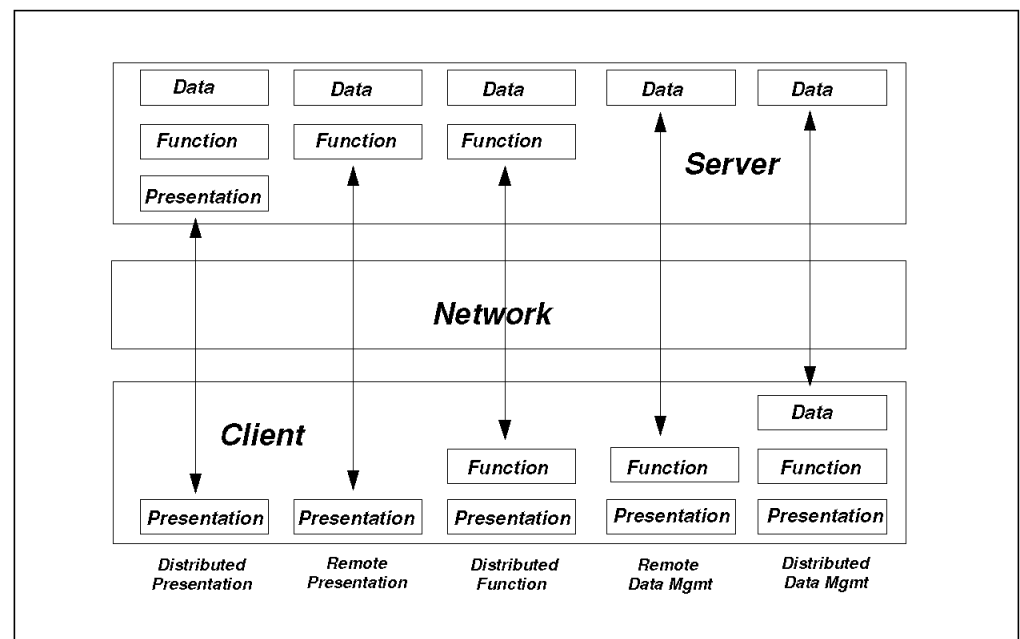 Data Data Data Data Data
Function Function Function
Server
Presentation
Network
Data
Client
Function Function Function
Presentation Presentation Presentation Presentation Presentation
Distributed Presentation
Remote Presentation
Distributed Function
Remote Data Mgmt
Distributed Data Mgmt